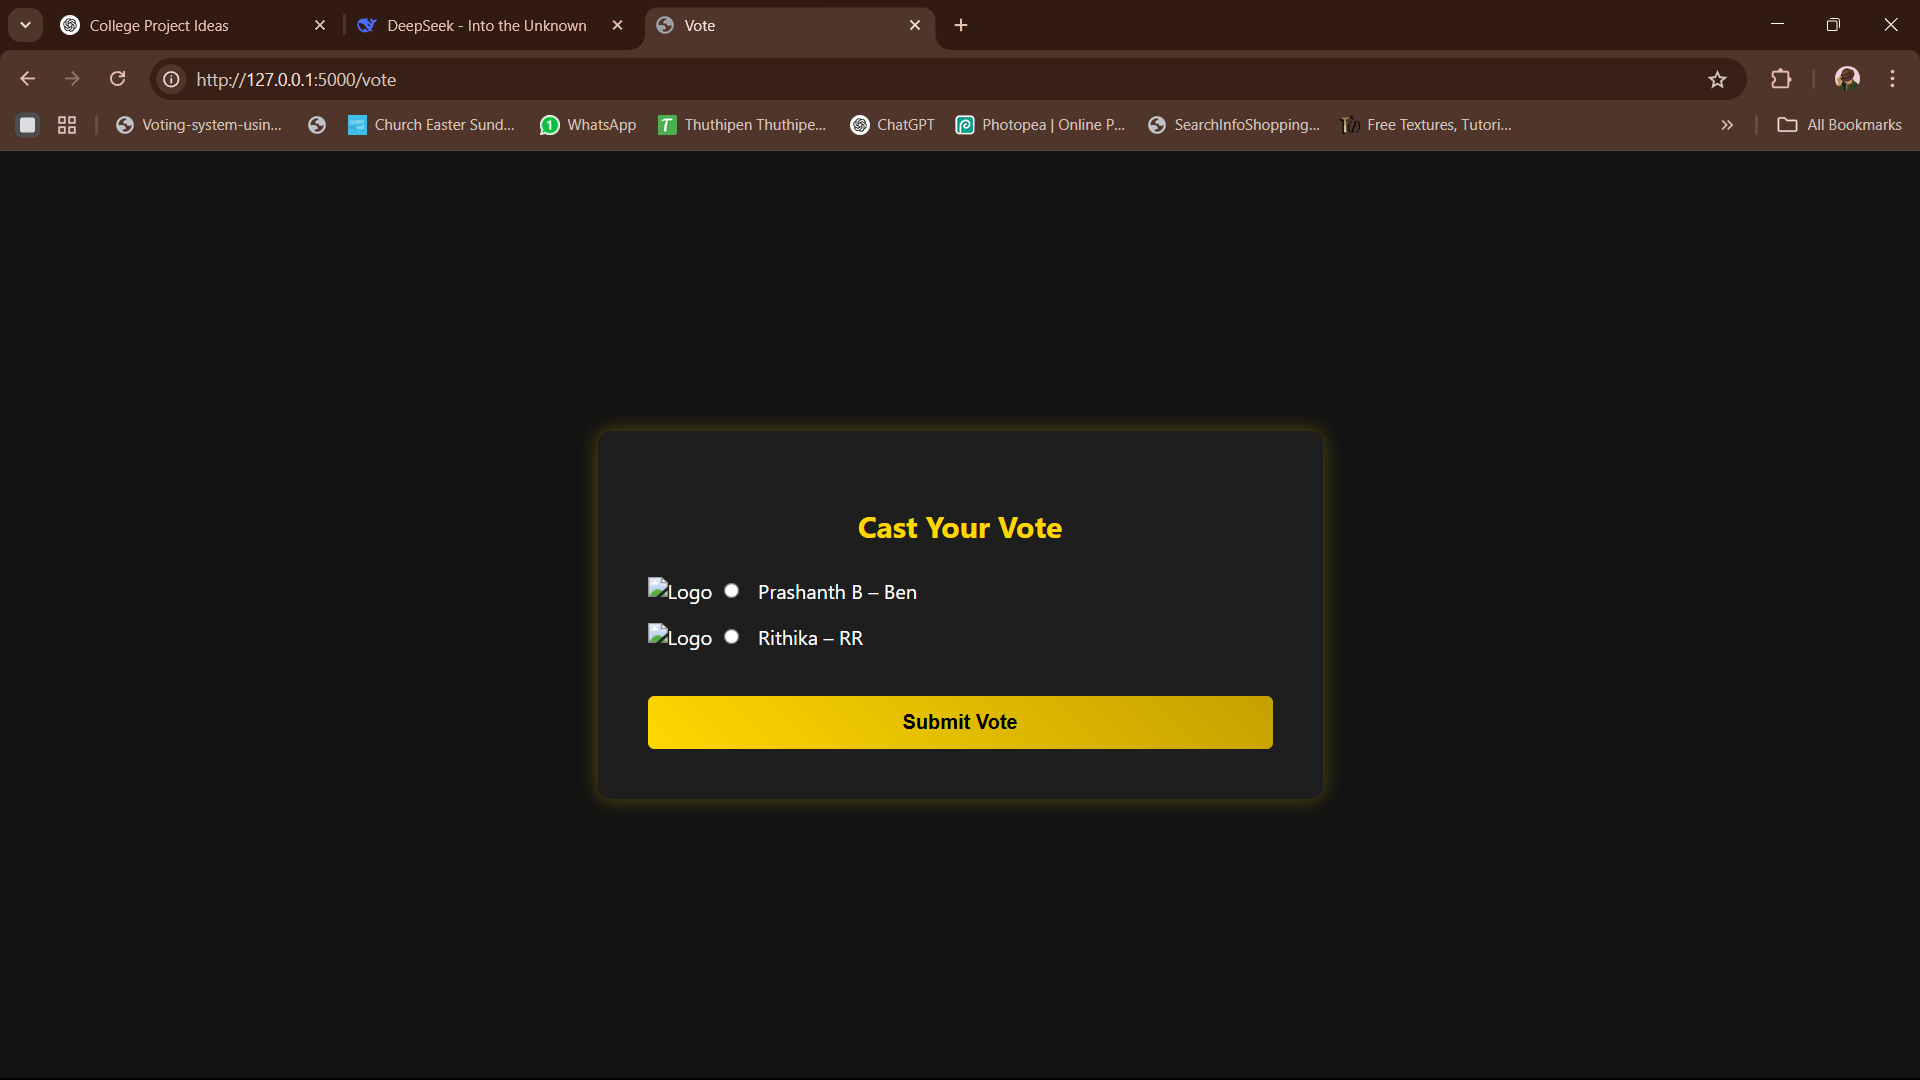 College Project Ideas
DeepSeek - Into the Unknown
Vote
http://127.0.0.1:5000/vote
Voting-system-usin...
Church Easter Sund...
1
WhatsApp
T
Thuthipen Thuthipe...
ChatGPT
Photopea | Online P...
SearchInfoShopping...
Free Textures, Tutori...
All Bookmarks
Cast Your Vote
Logo Prashanth B – Ben
Logo Rithika – RR
Submit Vote